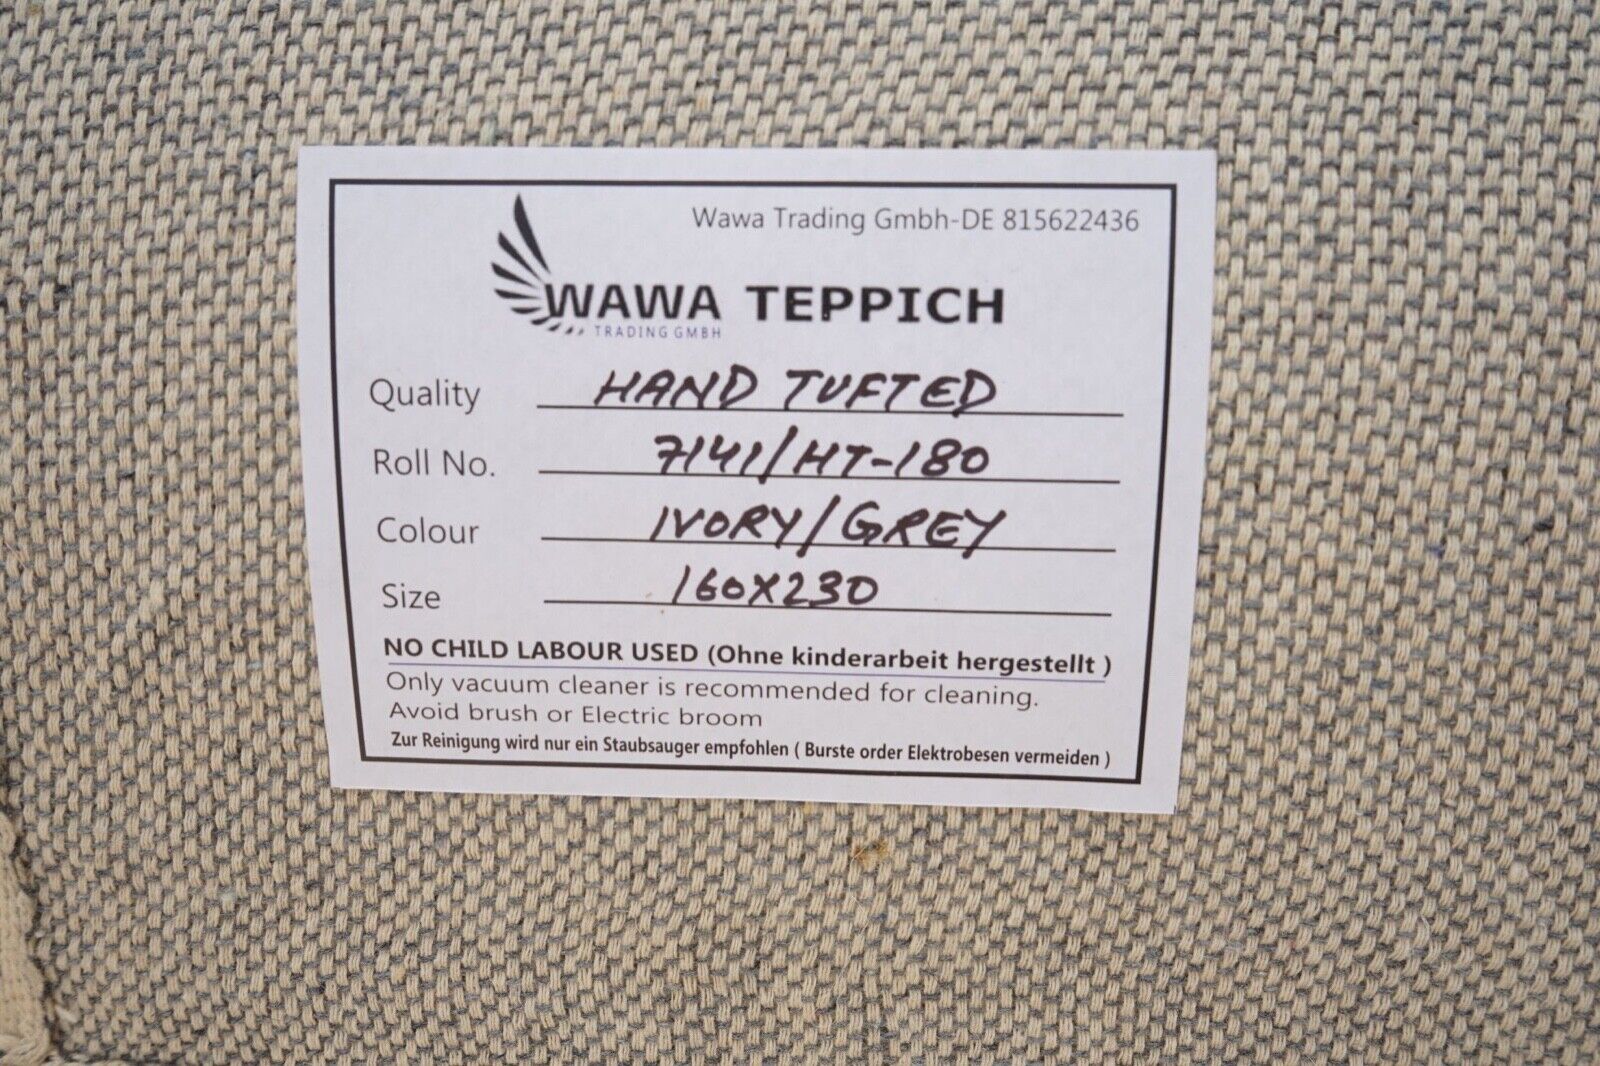 Wawa Trading Gmbh-DE 815622436
WAWA TEPPICH
TRADING GMBH
Quality HAND TUFTED
Roll No. 7141/HT-180
Colour IVORY/GREY
Size 160X230
NO CHILD LABOUR USED (Ohne kinderarbeit hergestellt )
Only vacuum cleaner is recommended for cleaning.
Avoid brush or Electric broom
Zur Reinigung wird nur ein Staubsauger empfohlen ( Burste order Elektrobesen vermeiden )